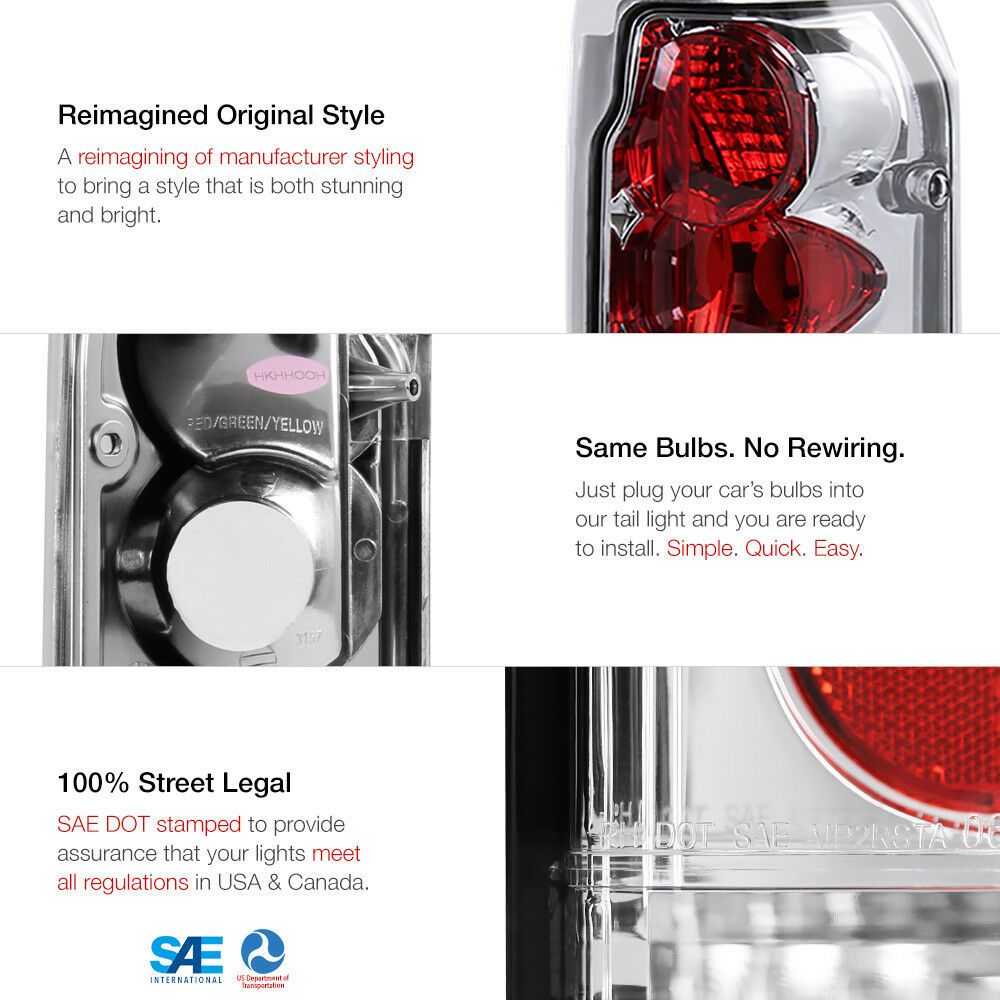 Reimagined Original Style
A reimagining of manufacturer styling
to bring a style that is both stunning
and bright.
HKHHOOH
RED/GREEN/YELLOW
3157
Same Bulbs. No Rewiring.
Just plug your car's bulbs into
our tail light and you are ready
to install. Simple. Quick. Easy.
100% Street Legal
SAE DOT stamped to provide
assurance that your lights meet
all regulations in USA & Canada.
RH DOT SAE AIP2RSTA 06
SAE
INTERNATIONAL
US Department of
Transportation